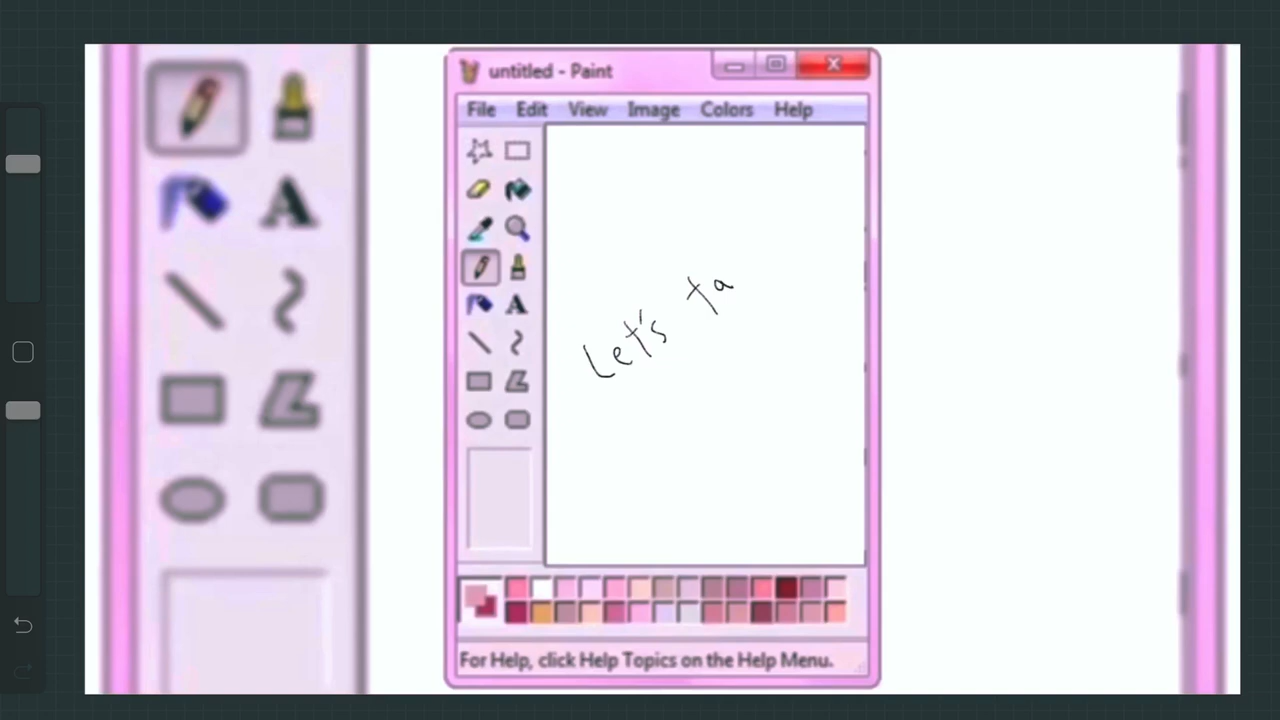 untitled - Paint
File Edit View Image Colors Help
A
A
Let's ta
For Help, click Help Topics on the Help Menu.